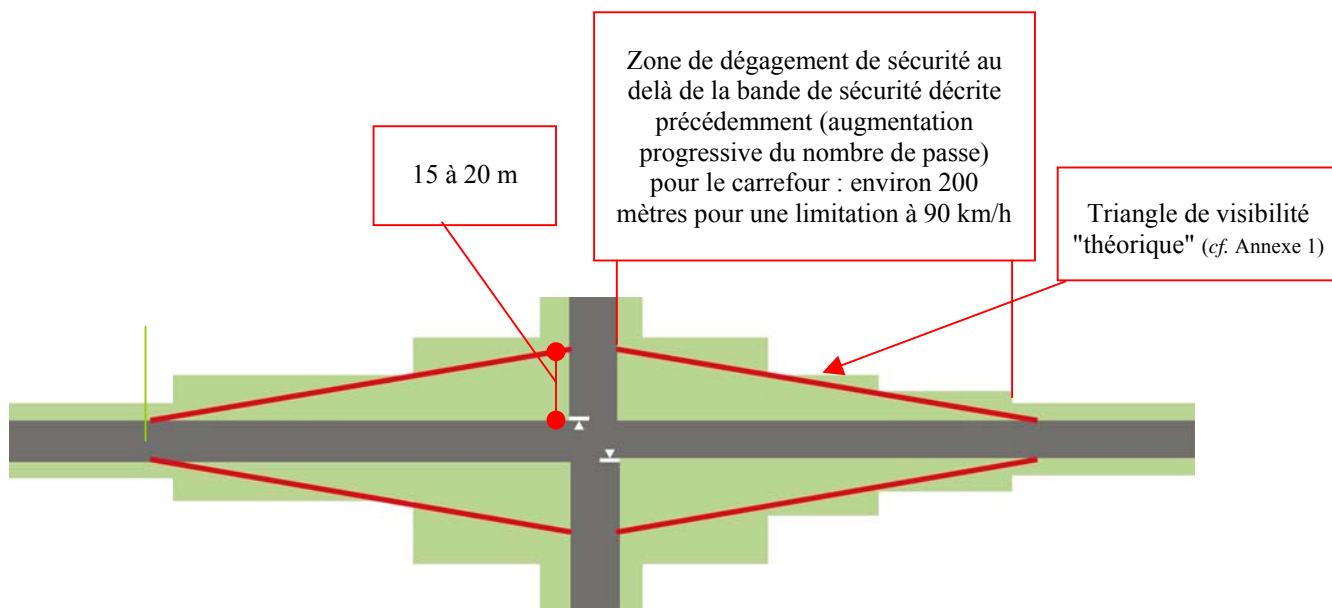 Zone de dégagement de sécurité au
delà de la bande de sécurité décrite
précédemment (augmentation
progressive du nombre de passe)
pour le carrefour : environ 200
mètres pour une limitation à 90 km/h
15 à 20 m
Triangle de visibilité
"théorique" (cf. Annexe 1)